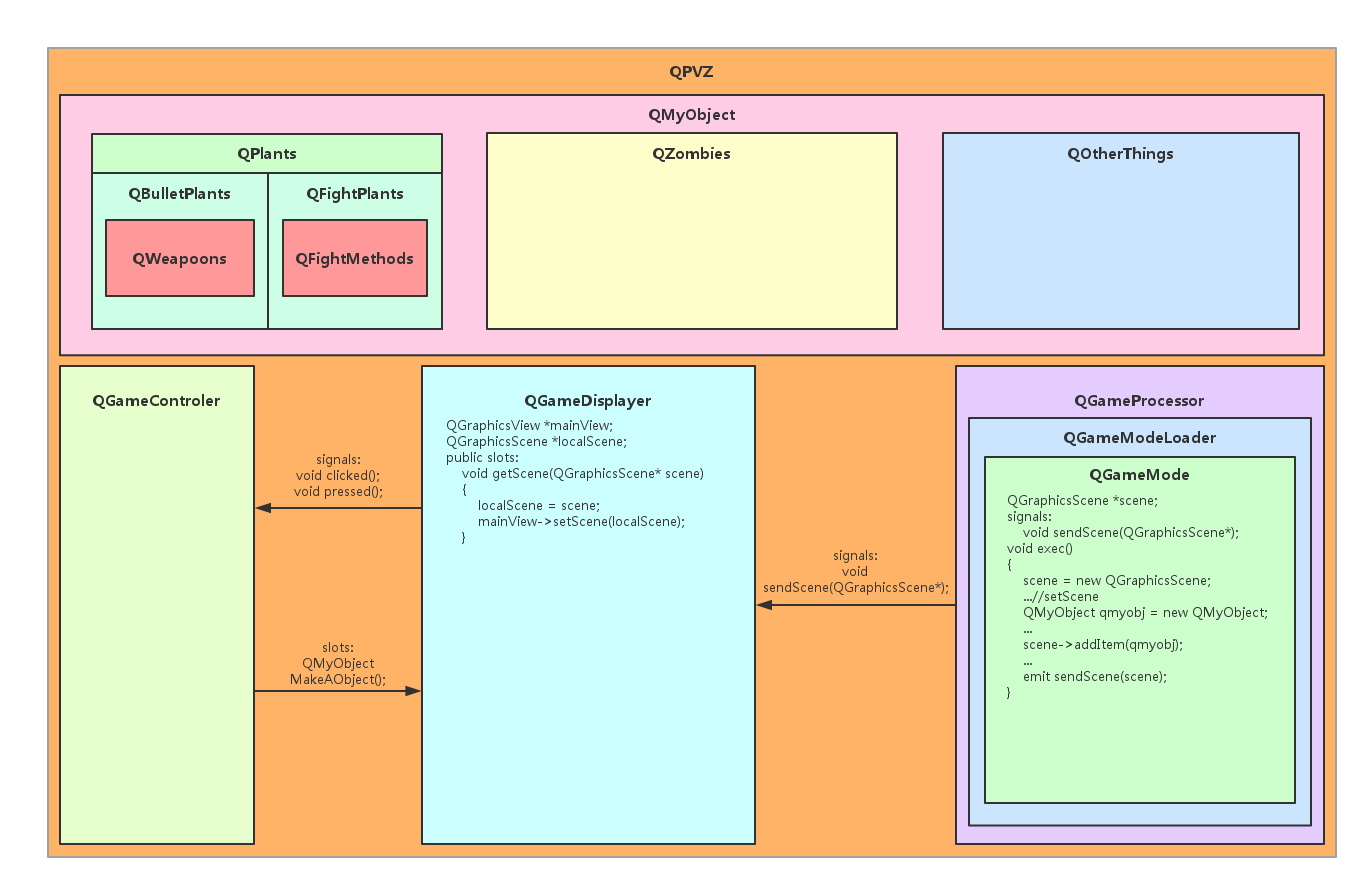 QPVZ
QMyObject
QPlants
QZombies
QOtherThings
QBulletPlants
QFightPlants
QWeapoons
QFightMethods
QGameControler
signals:
void clicked();
void pressed();
slots:
QMyObject
MakeAObject();
QGameDisplayer
QGraphicsView *mainView;
QGraphicsScene *localScene;
public slots:
void getScene(QGraphicsScene* scene)
{
localScene = scene;
mainView->setScene(localScene);
}
signals:
void
sendScene(QGraphicsScene*);
QGameProcessor
QGameModeLoader
QGameMode
QGraphicsScene *scene;
signals:
void sendScene(QGraphicsScene*);
void exec()
{
scene = new QGraphicsScene;
...//setScene
QMyObject qmyobj = new QMyObject;
...
scene->addItem(qmyobj);
...
emit sendScene(scene);
}